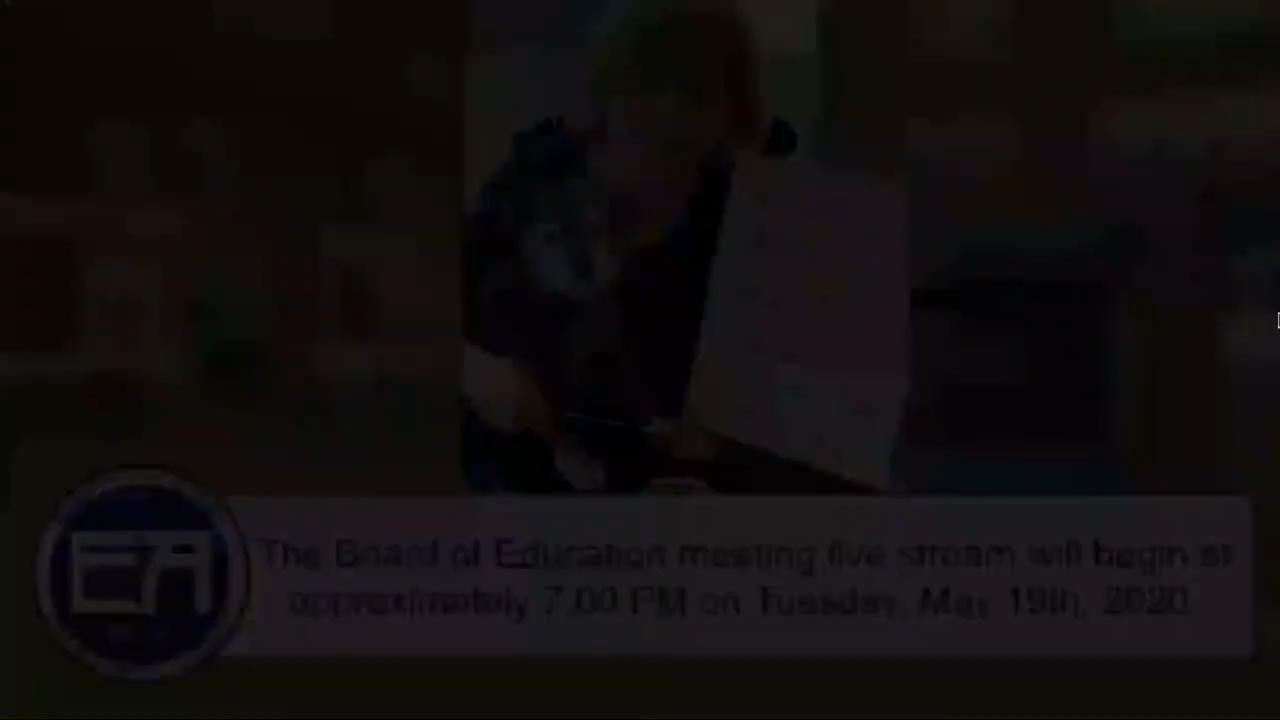 EA
The Board of Education meeting live stream will begin at
approximately 7:00 PM on Tuesday, May 19th, 2020